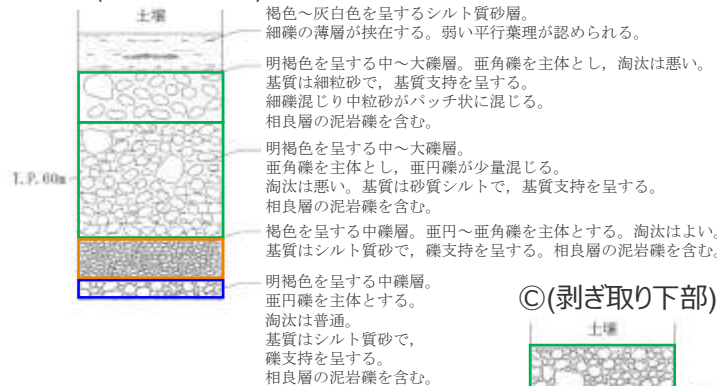 土壌
褐色～灰白色を呈するシルト質砂層。
細礫の薄層が挟在する。弱い平行葉理が認められる。
明褐色を呈する中～大礫層。亜角礫を主体とし，淘汰は悪い。
基質は細粒砂で，基質支持を呈する。
細礫混じり中粒砂がパッチ状に混じる。
相良層の泥岩礫を含む。
明褐色を呈する中～大礫層。
亜角礫を主体とし，亜円礫が少量混じる。
淘汰は悪い。基質は砂質シルトで，基質支持を呈する。
相良層の泥岩礫を含む。
T.P. 60m
褐色を呈する中礫層。亜円～亜角礫を主体とする。淘汰はよい。
基質はシルト質砂で，礫支持を呈する。相良層の泥岩礫を含む。
明褐色を呈する中礫層。
亜円礫を主体とする。
淘汰は普通。
基質はシルト質砂で，
礫支持を呈する。
相良層の泥岩礫を含む。
©(剥ぎ取り下部)
土壌